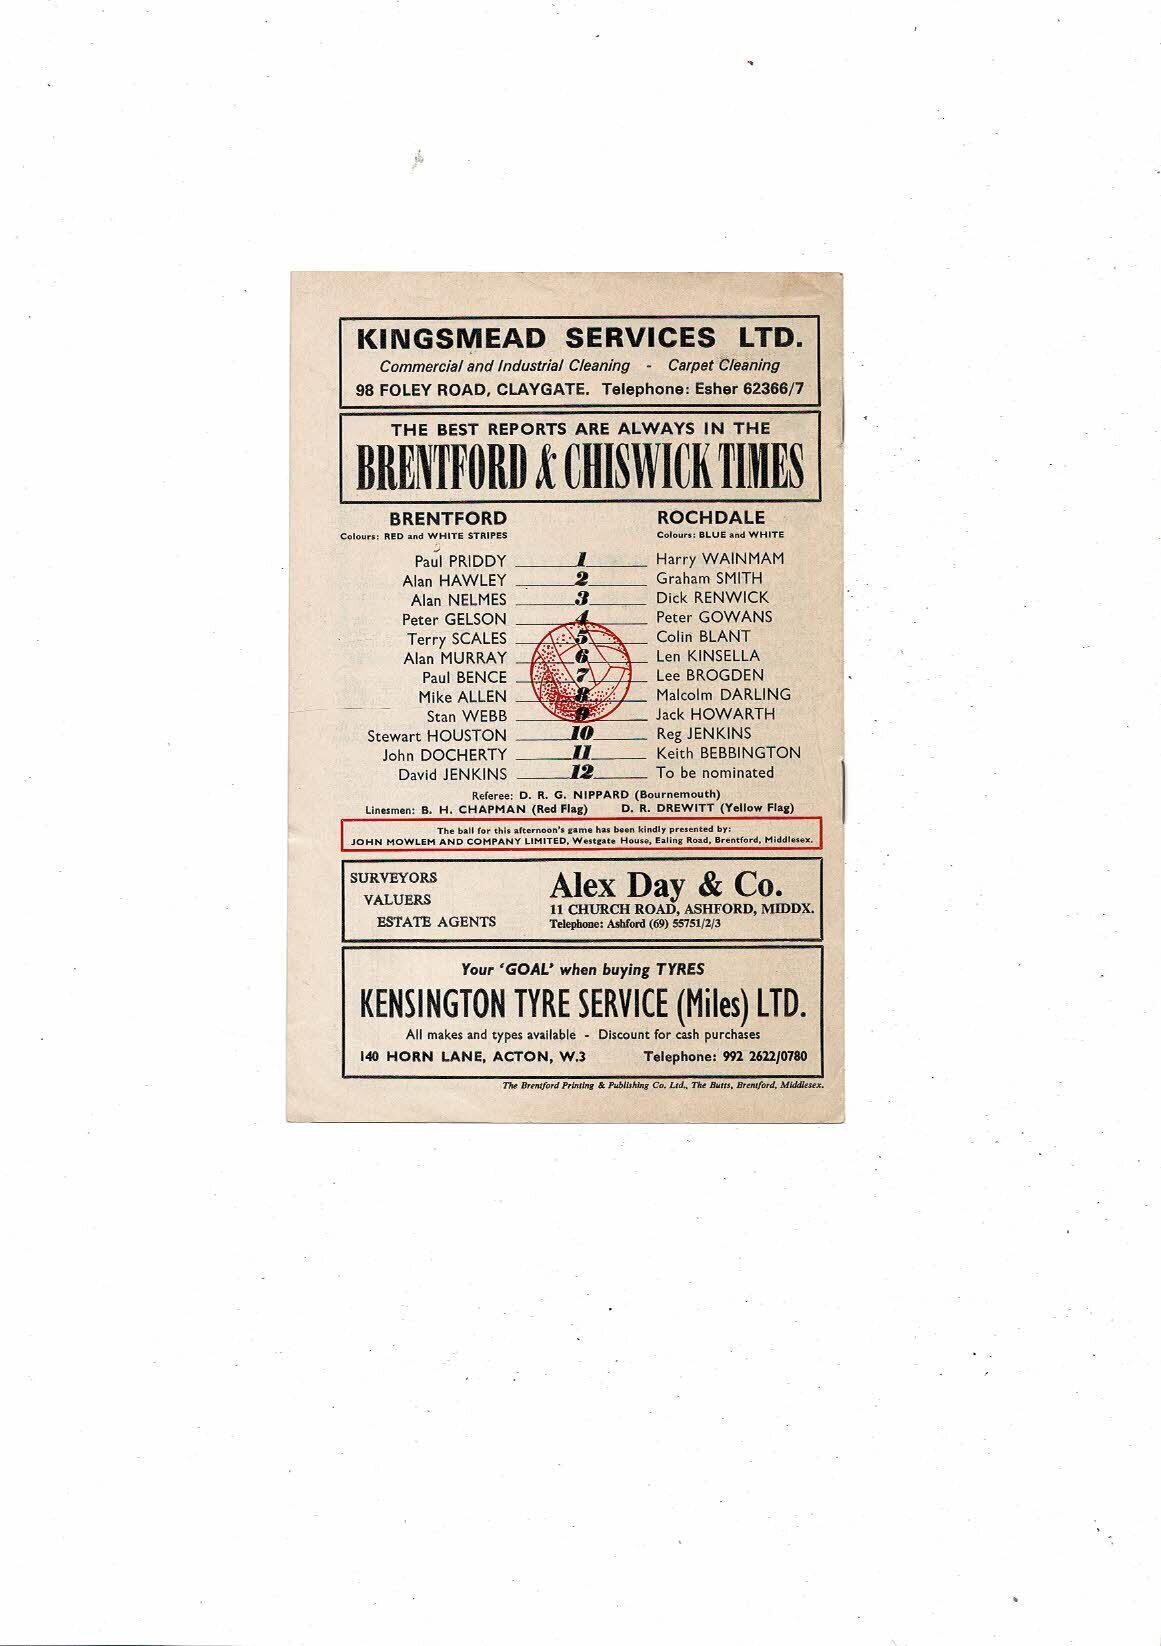 KINGSMEAD SERVICES LTD.
Commercial and Industrial Cleaning - Carpet Cleaning
98 FOLEY ROAD, CLAYGATE. Telephone: Esher 62366/7
THE BEST REPORTS ARE ALWAYS IN THE
BRENTFORD & CHISWICK TIMES
BRENTFORD ROCHDALE
Colours: RED and WHITE STRIPES Colours: BLUE and WHITE
Paul PRIDDY 1 Harry WAINMAM
Alan HAWLEY 2 Graham SMITH
Alan NELMES 3 Dick RENWICK
Peter GELSON 4 Peter GOWANS
Terry SCALES 5 Colin BLANT
Alan MURRAY 6 Len KINSELLA
Paul BENCE 7 Lee BROGDEN
Mike ALLEN 8 Malcolm DARLING
Stan WEBB 9 Jack HOWARTH
Stewart HOUSTON 10 Reg JENKINS
John DOCHERTY 11 Keith BEBBINGTON
David JENKINS 12 To be nominated
Referee: D. R. G. NIPPARD (Bournemouth)
Linesmen: B. H. CHAPMAN (Red Flag) D. R. DREWITT (Yellow Flag)
The ball for this afternoon's game has been kindly presented by:
JOHN MOWLEM AND COMPANY LIMITED, Westgate House, Ealing Road, Brentford, Middlesex.
SURVEYORS
VALUERS
ESTATE AGENTS
Alex Day & Co.
11 CHURCH ROAD, ASHFORD, MIDDX.
Telephone: Ashford (69) 55751/2/3
Your 'GOAL' when buying TYRES
KENSINGTON TYRE SERVICE (Miles) LTD.
All makes and types available - Discount for cash purchases
140 HORN LANE, ACTON, W.3 Telephone: 992 2622/0780
The Brentford Printing & Publishing Co. Ltd., The Butts, Brentford, Middlesex.